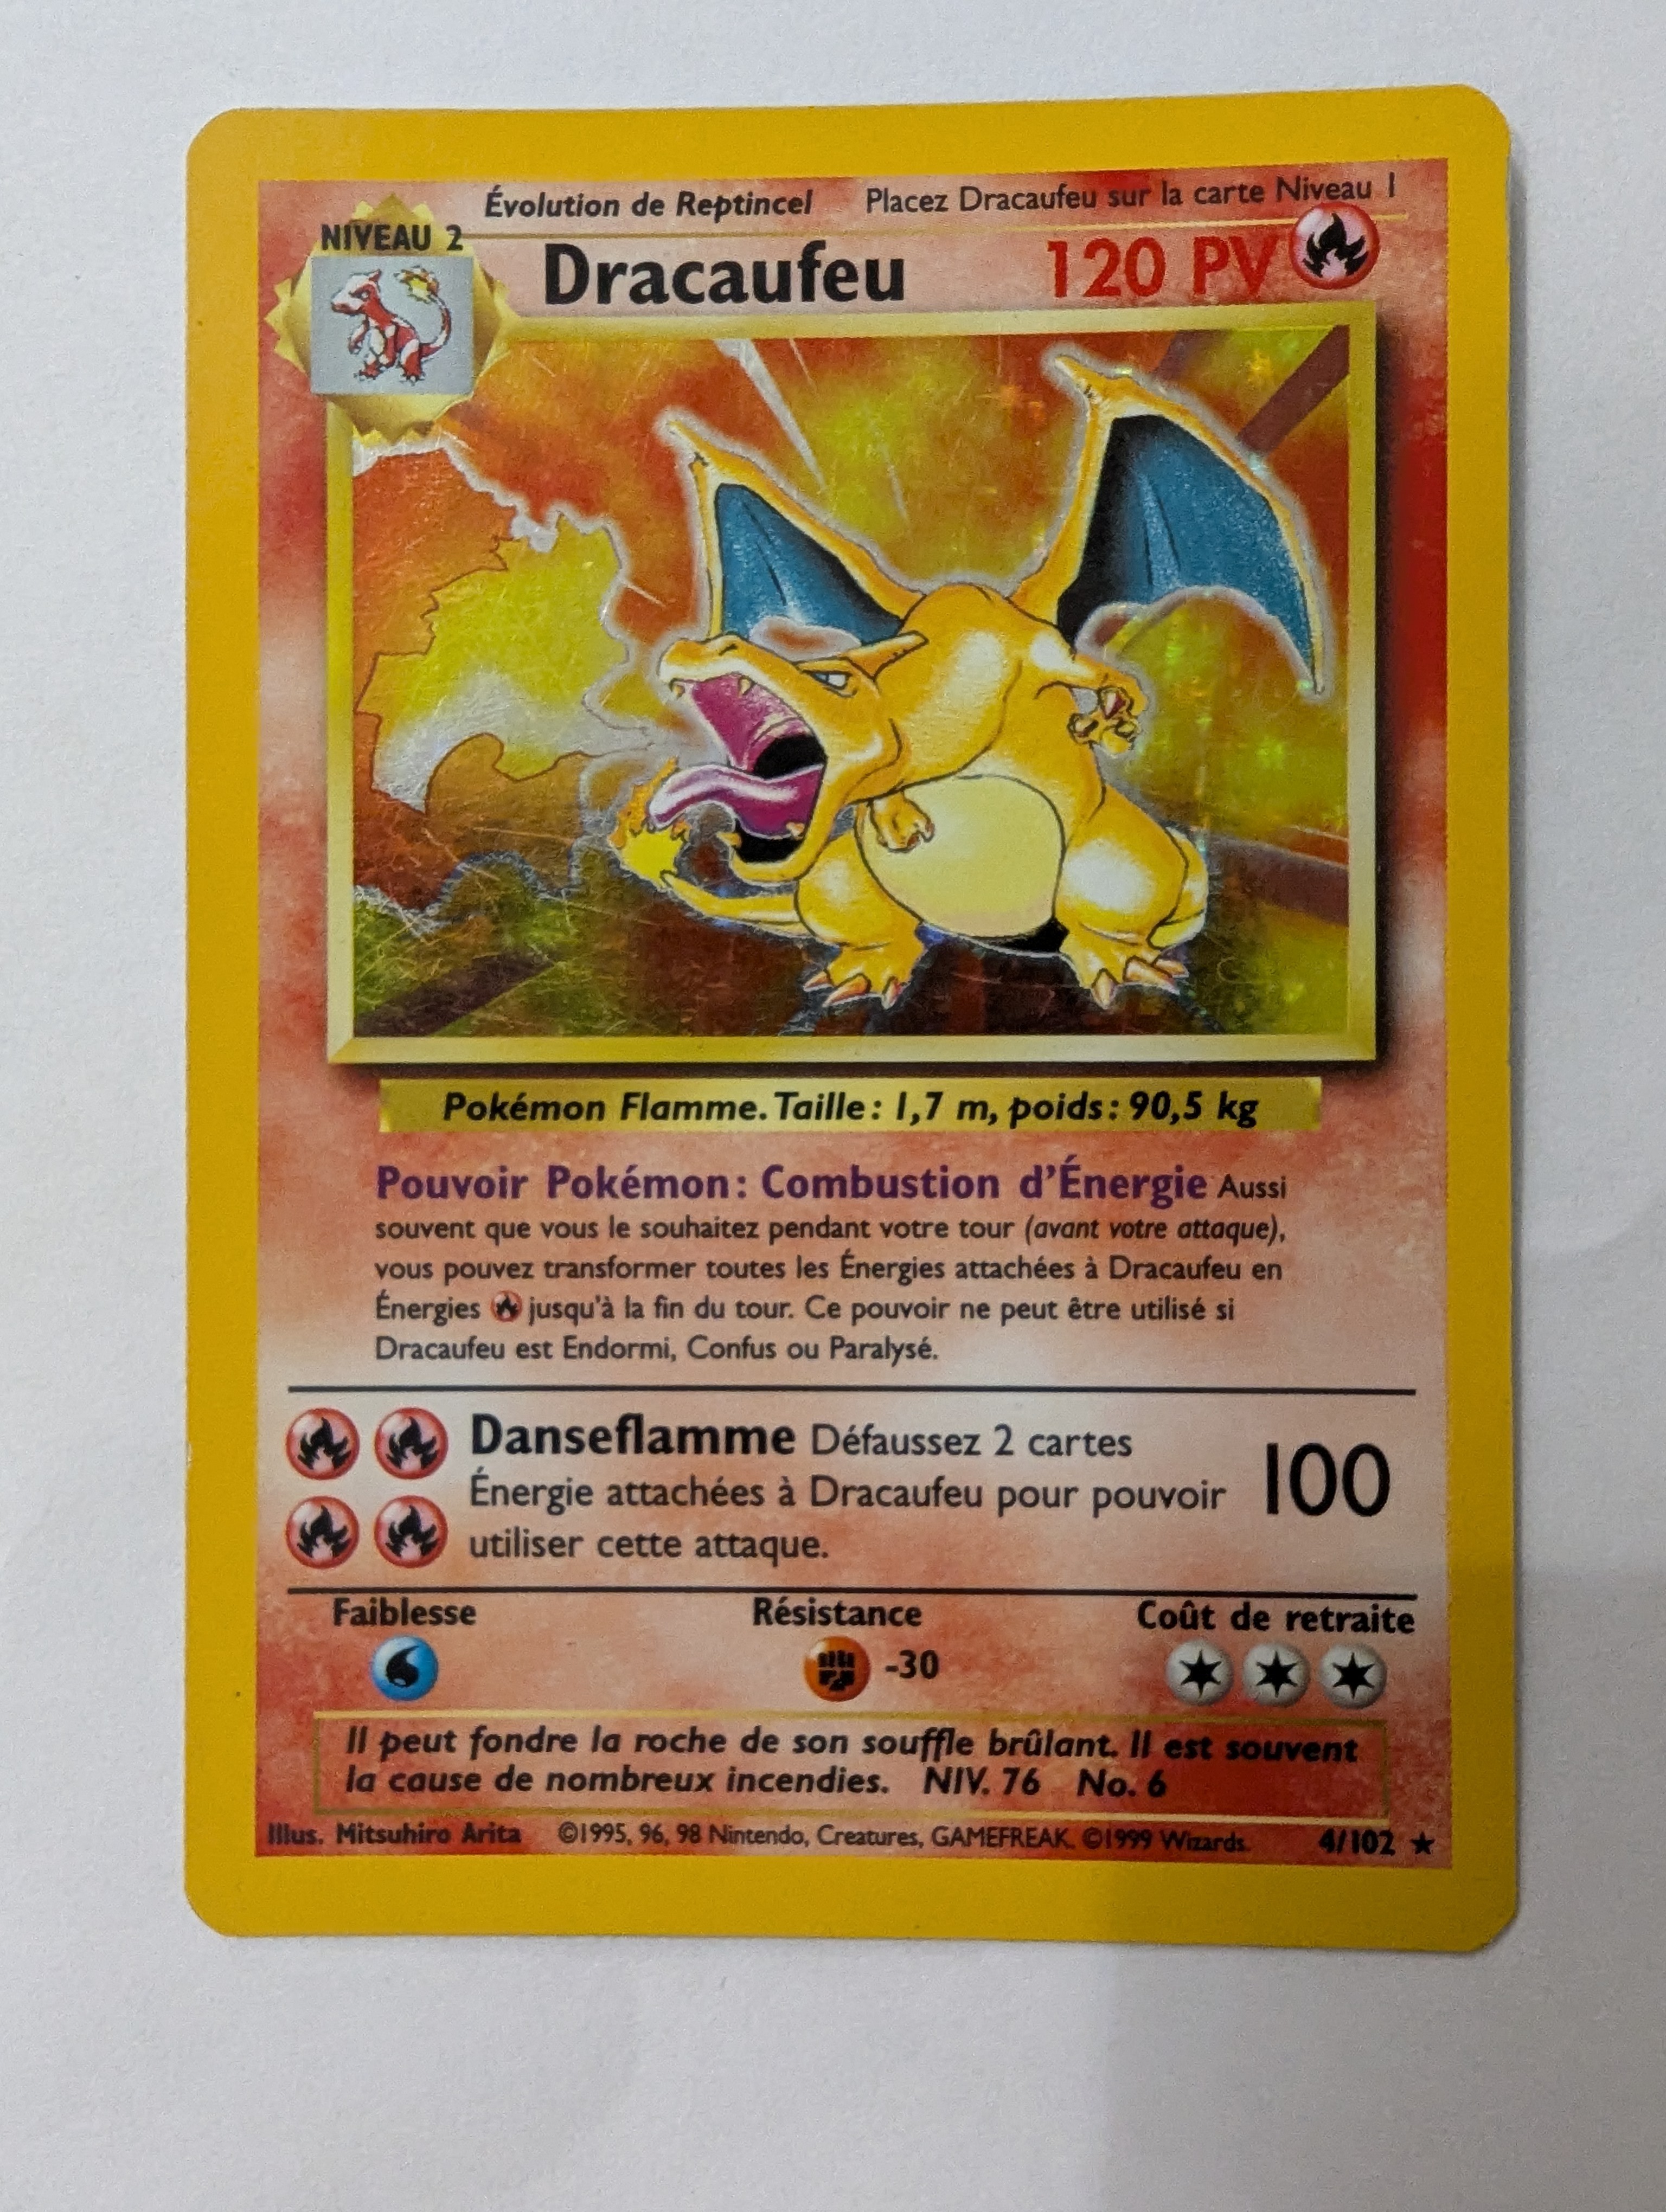 Évolution de Reptincel Placez Dracaufeu sur la carte Niveau 1
NIVEAU 2
Dracaufeu 120 PV
Pokémon Flamme. Taille : 1,7 m, poids : 90,5 kg
Pouvoir Pokémon : Combustion d'Énergie Aussi
souvent que vous le souhaitez pendant votre tour (avant votre attaque),
vous pouvez transformer toutes les Énergies attachées à Dracaufeu en
Énergies jusqu'à la fin du tour. Ce pouvoir ne peut être utilisé si
Dracaufeu est Endormi, Confus ou Paralysé.
Danseflamme Défaussez 2 cartes
Énergie attachées à Dracaufeu pour pouvoir 100
utiliser cette attaque.
Faiblesse Résistance Coût de retraite
-30
Il peut fondre la roche de son souffle brûlant. Il est souvent
la cause de nombreux incendies. NIV. 76 No. 6
Illus. Mitsuhiro Arita ©1995, 96, 98 Nintendo, Creatures, GAMEFREAK. ©1999 Wizards. 4/102 ★